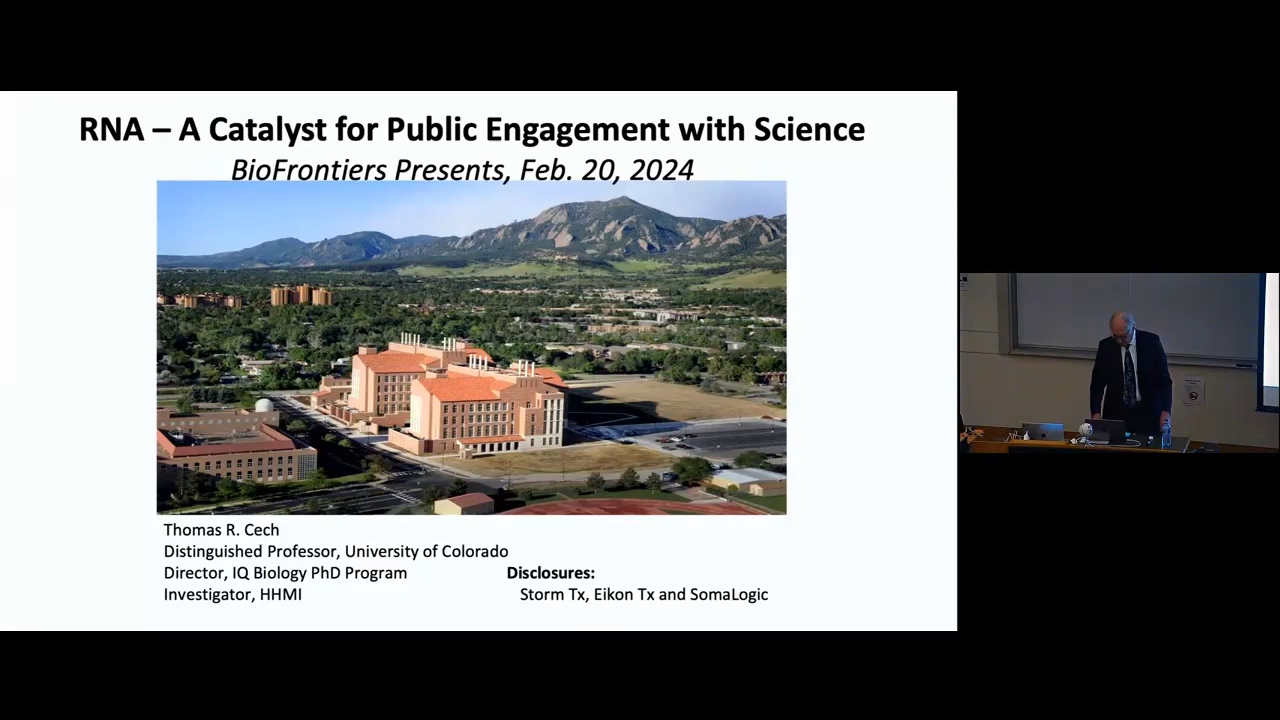 RNA – A Catalyst for Public Engagement with Science
BioFrontiers Presents, Feb. 20, 2024
Thomas R. Cech
Distinguished Professor, University of Colorado
Director, IQ Biology PhD Program
Disclosures:
Investigator, HHMI
Storm Tx, Eikon Tx and SomaLogic